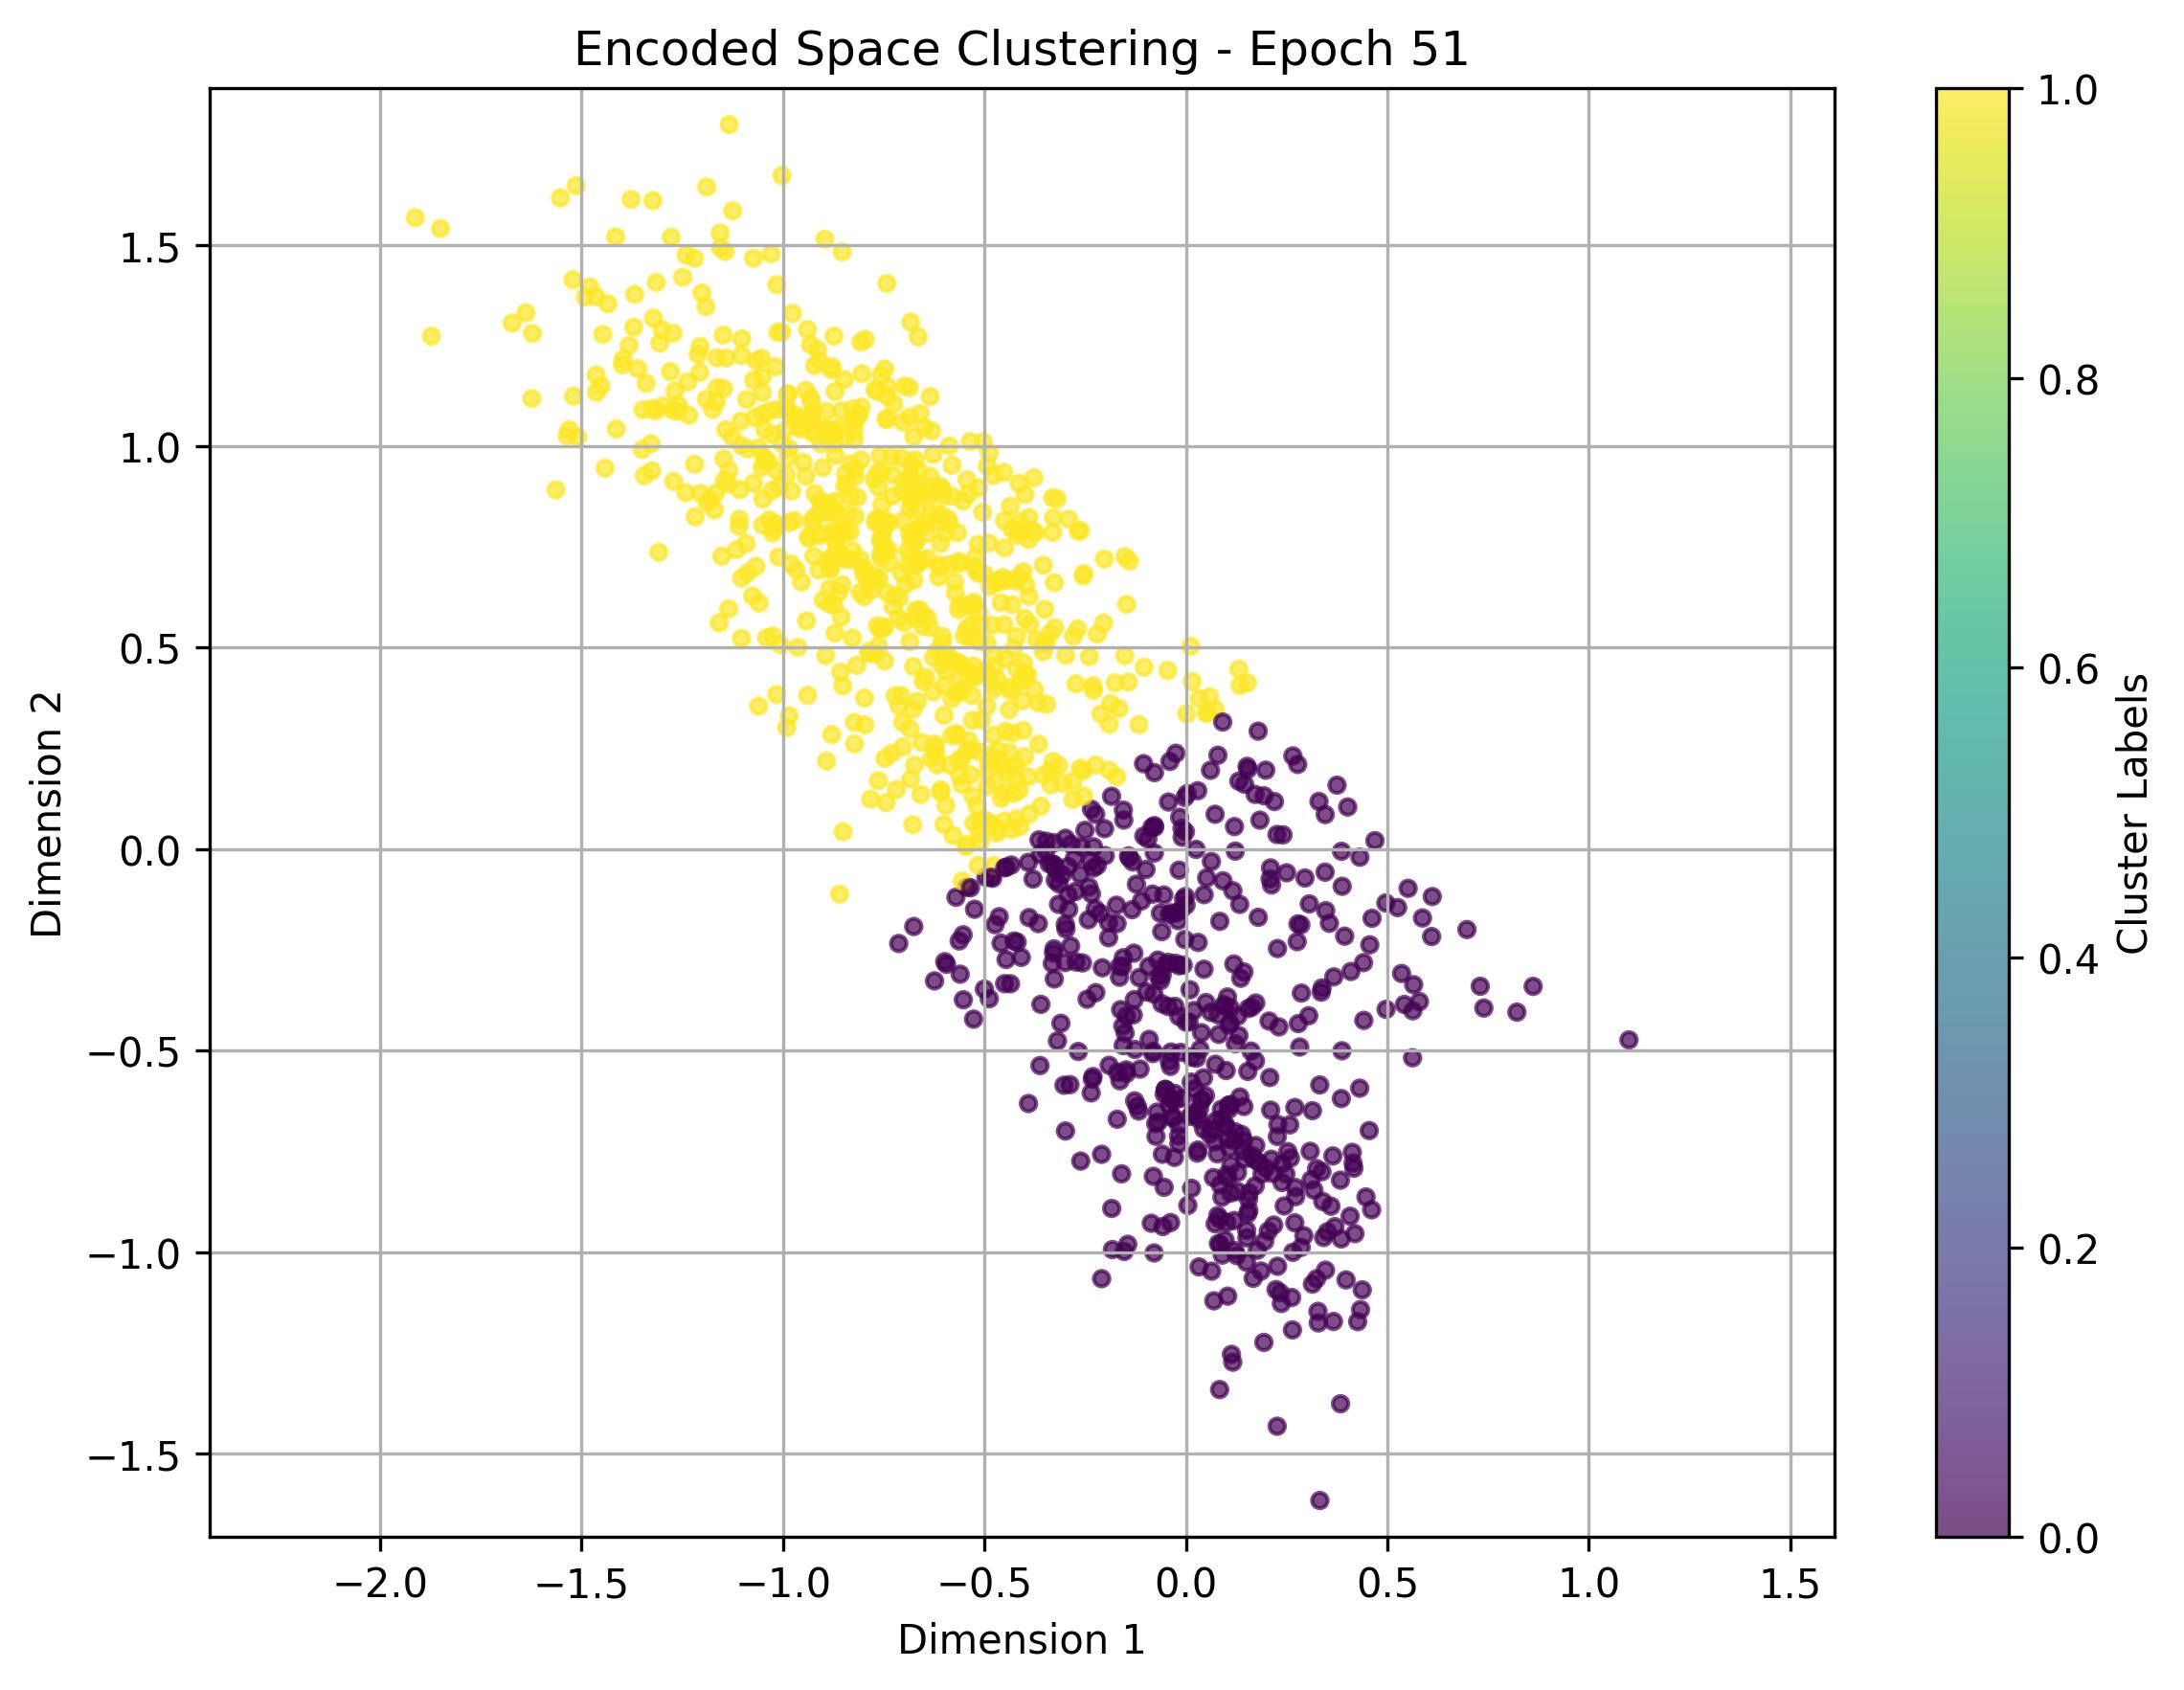 Encoded Space Clustering - Epoch 51
1.5
1.0
0.5
0.0
−0.5
−1.0
−1.5
Dimension 2
−2.0 −1.5 −1.0 −0.5 0.0 0.5 1.0 1.5
Dimension 1
1.0
0.8
0.6
0.4
0.2
0.0
Cluster Labels